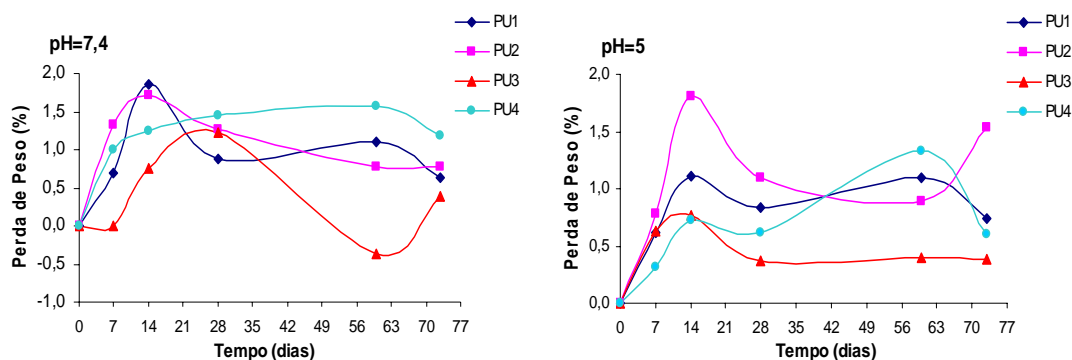 pH=7,4
PU1
PU2
PU3
PU4
2,0
1,5
1,0
0,5
0,0
-0,5
-1,0
Perda de Peso (%)
0 7 14 21 28 35 42 49 56 63 70 77
Tempo (dias)
pH=5
PU1
PU2
PU3
PU4
2,0
1,5
1,0
0,5
0,0
Perda de Peso (%)
0 7 14 21 28 35 42 49 56 63 70 77
Tempo (dias)